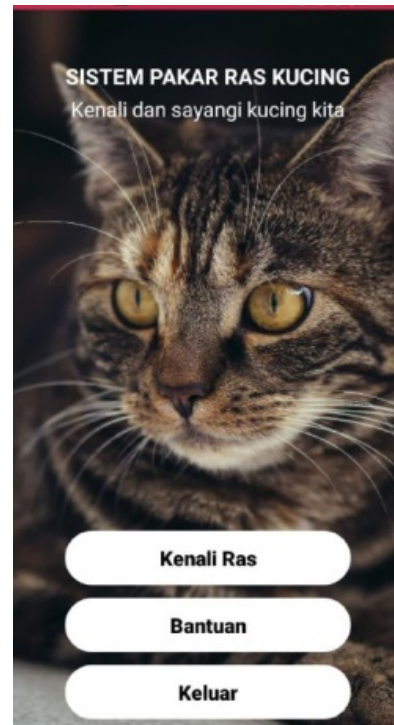 SISTEM PAKAR RAS KUCING
Kenali dan sayangi kucing kita
Kenali Ras
Bantuan
Keluar